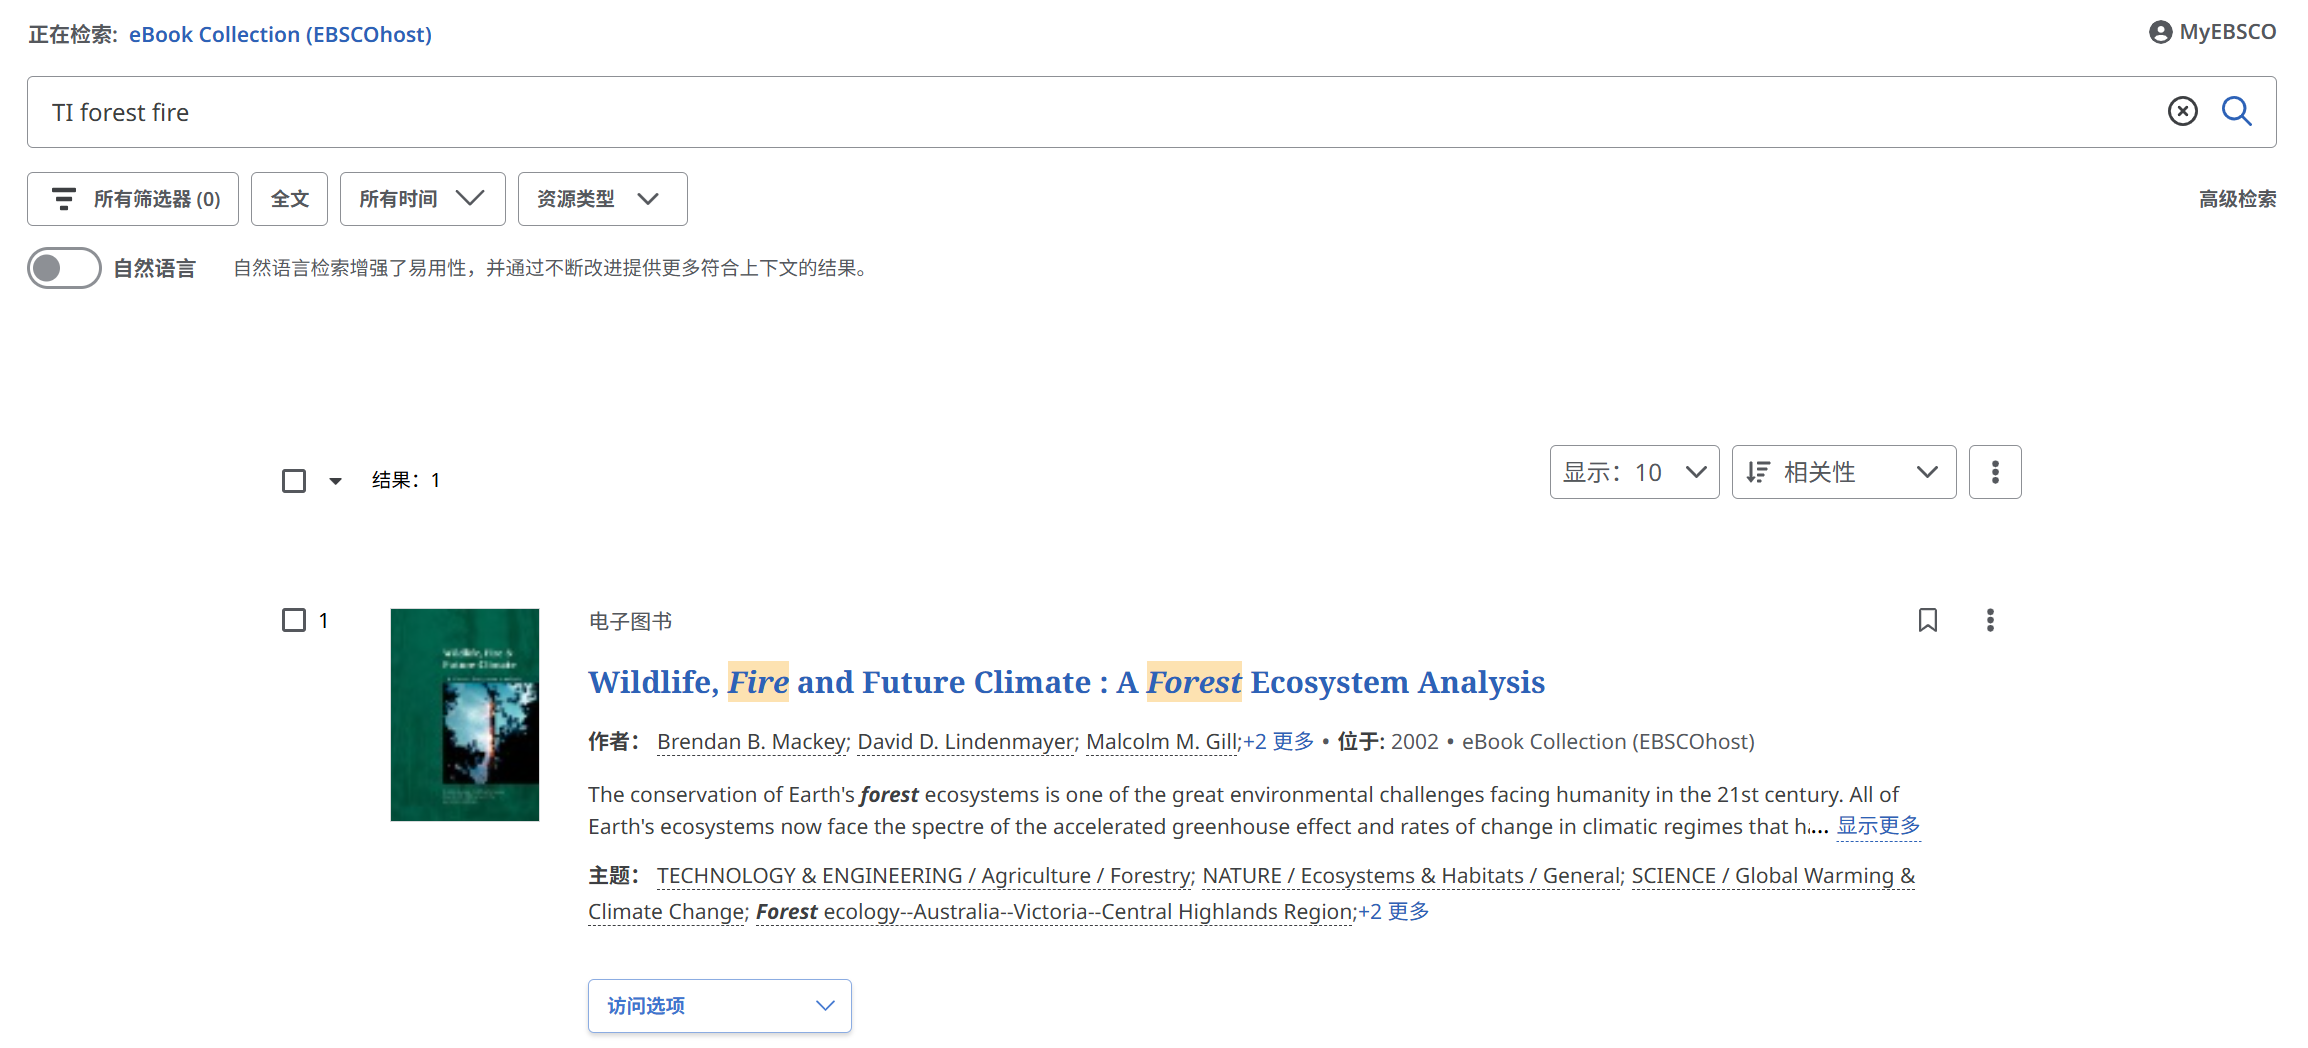 正在检索: eBook Collection (EBSCOhost)
MyEBSCO
TI forest fire
所有筛选器 (0)
全文
所有时间
资源类型
高级检索
自然语言
自然语言检索增强了易用性，并通过不断改进提供更多符合上下文的结果。
结果：1
显示：10
相关性
1
电子图书
Wildlife, Fire &
Future Climate
Wildlife, Fire and Future Climate : A Forest Ecosystem Analysis
作者： Brendan B. Mackey; David D. Lindenmayer; Malcolm M. Gill;+2 更多 • 位于: 2002 • eBook Collection (EBSCOhost)
The conservation of Earth's forest ecosystems is one of the great environmental challenges facing humanity in the 21st century. All of
Earth's ecosystems now face the spectre of the accelerated greenhouse effect and rates of change in climatic regimes that h... 显示更多
主题： TECHNOLOGY & ENGINEERING / Agriculture / Forestry; NATURE / Ecosystems & Habitats / General; SCIENCE / Global Warming &
Climate Change; Forest ecology--Australia--Victoria--Central Highlands Region;+2 更多
访问选项